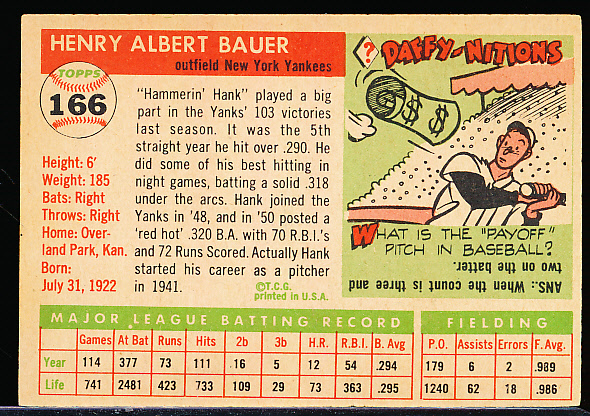 HENRY ALBERT BAUER
outfield New York Yankees
TOPPS
166
Height: 6'
Weight: 185
Bats: Right
Throws: Right
Home: Over-
land Park, Kan.
Born:
July 31, 1922
"Hammerin' Hank" played a big
part in the Yanks' 103 victories
last season. It was the 5th
straight year he hit over .290. He
did some of his best hitting in
night games, batting a solid .318
under the arcs. Hank joined the
Yanks in '48, and in '50 posted a
'red hot' .320 B.A. with 70 R.B.I.'s
and 72 Runs Scored. Actually Hank
started his career as a pitcher
in 1941.
©T.C.G.
printed in U.S.A.
? DAFFY-NITIONS
$ $
WHAT IS THE "PAYOFF"
PITCH IN BASEBALL?
ANS.: When the count is three and
two on the batter.
MAJOR LEAGUE BATTING RECORD FIELDING
Games At Bat Runs Hits 2b 3b H.R. R.B.I. B. Avg P.O. Assists Errors F. Avg.
Year 114 377 73 111 16 5 12 54 .294 179 6 2 .989
Life 741 2481 423 733 109 29 73 363 .295 1240 62 18 .986